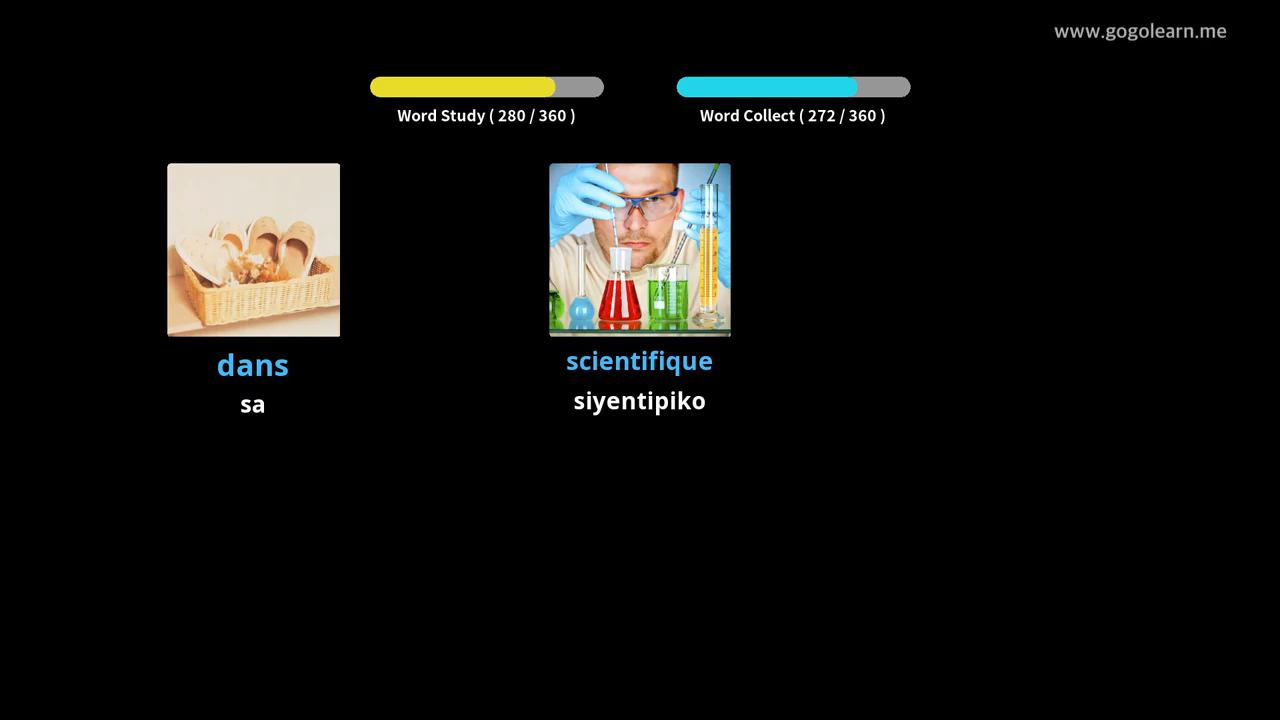 www.gogolearn.me
Word Study ( 280 / 360 )
Word Collect ( 272 / 360 )
dans
sa
scientifique
siyentipiko